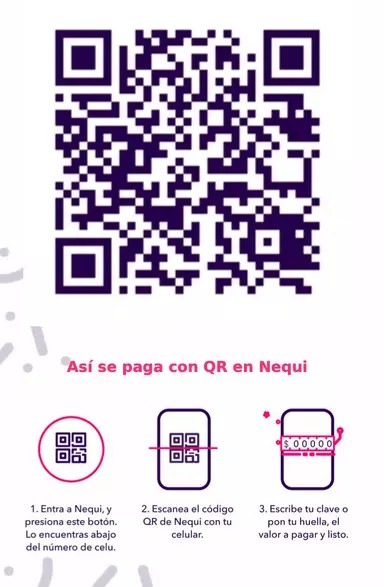 Así se paga con QR en Nequi
$ 00000
1. Entra a Nequi, y
presiona este botón.
Lo encuentras abajo
del número de celu.
2. Escanea el código
QR de Nequi con tu
celular.
3. Escribe tu clave o
pon tu huella, el
valor a pagar y listo.